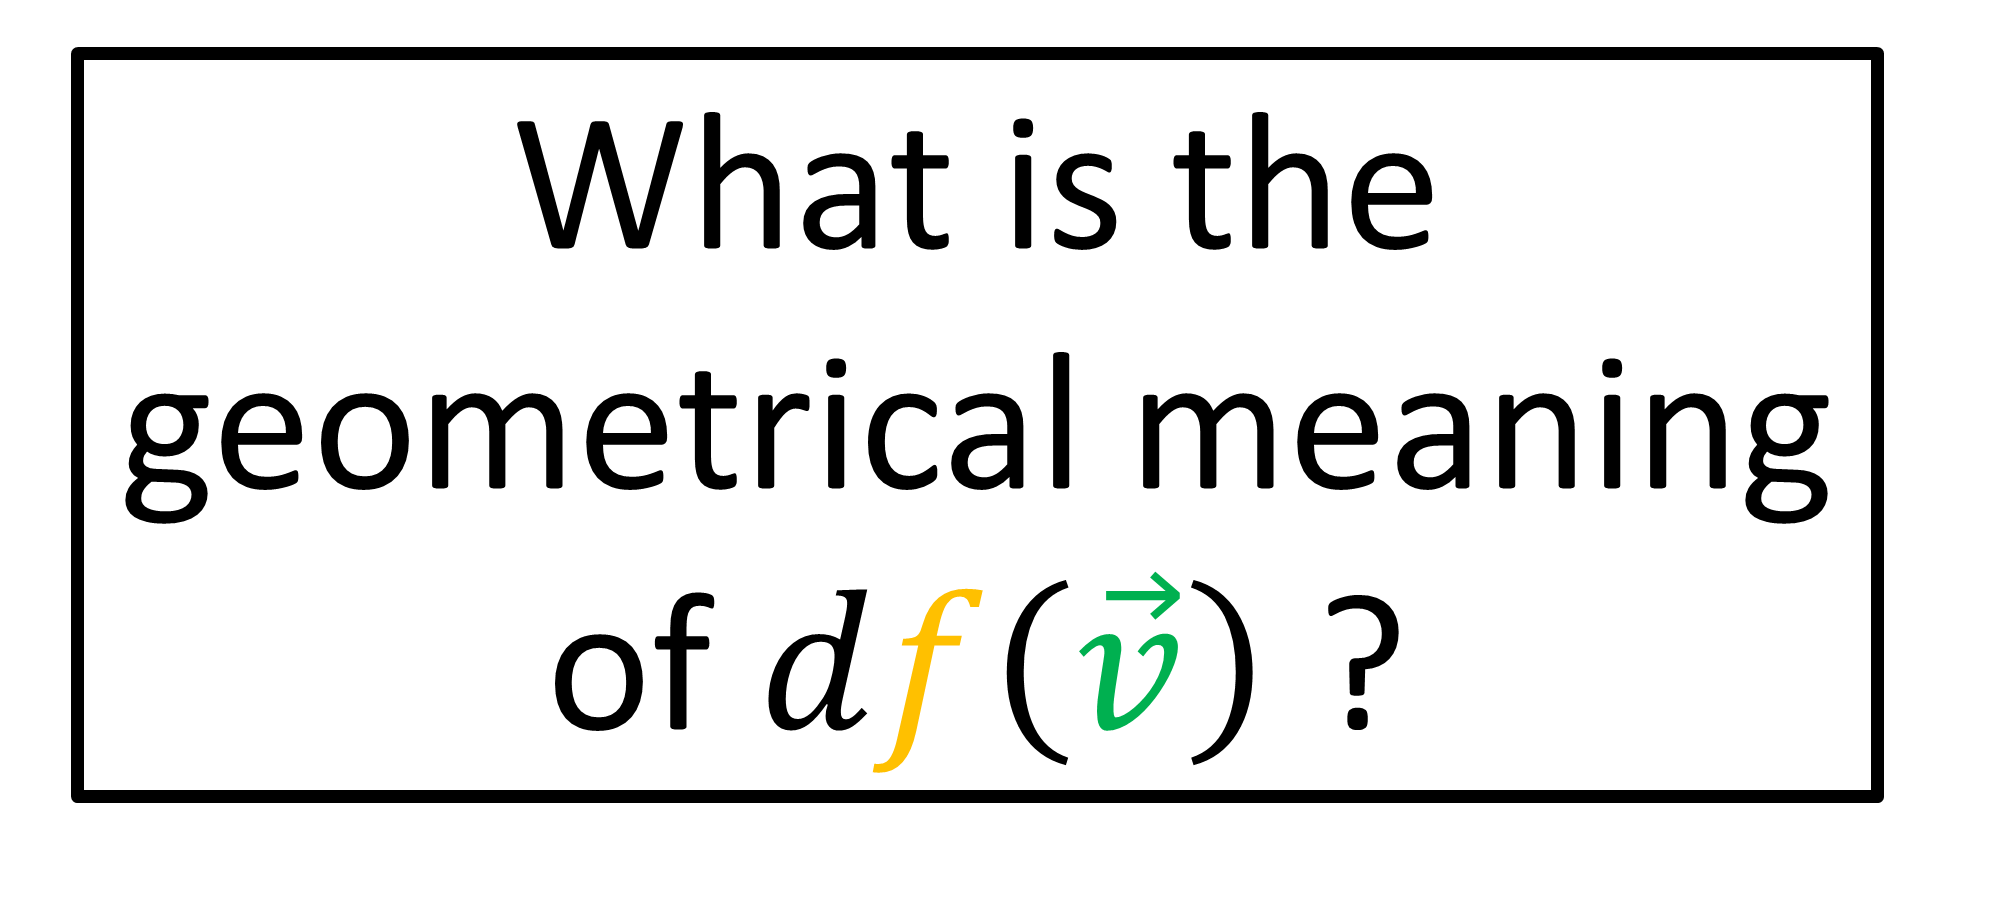 What is the
geometrical meaning
of 𝑑𝑓(𝑣⃗) ?